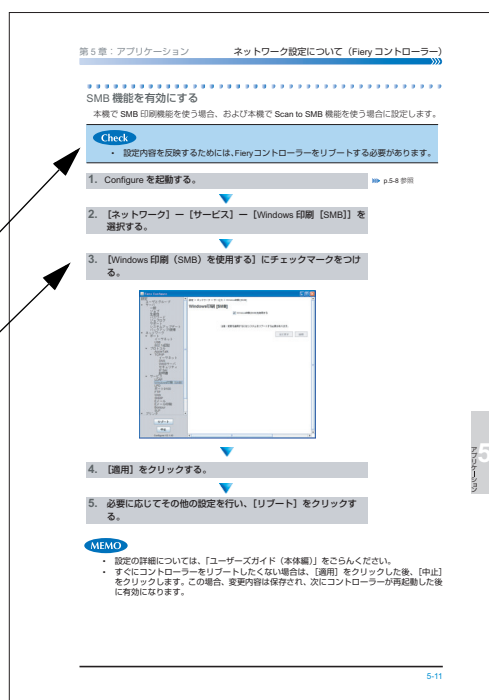 第5章：アプリケーション
ネットワーク設定について（Fiery コントローラー）
SMB 機能を有効にする
本機で SMB 印刷機能を使う場合、および本機で Scan to SMB 機能を使う場合に設定します。
Check
• 設定内容を反映するためには、Fieryコントローラーをリブートする必要があります。
1. Configure を起動する。
p.5-8 参照
2. ［ネットワーク］ー［サービス］ー［Windows 印刷［SMB］］を
選択する。
3. ［Windows 印刷（SMB）を使用する］にチェックマークをつけ
る。
Windows印刷 [SMB]
4. ［適用］をクリックする。
5. 必要に応じてその他の設定を行い、［リブート］をクリックす
る。
MEMO
• 設定の詳細については、「ユーザーズガイド（本体編）」をごらんください。
• すぐにコントローラーをリブートしたくない場合は、［適用］をクリックした後、［中止］
をクリックします。この場合、変更内容は保存され、次にコントローラーが再起動した後
に有効になります。
5
アプリケーション
5-11